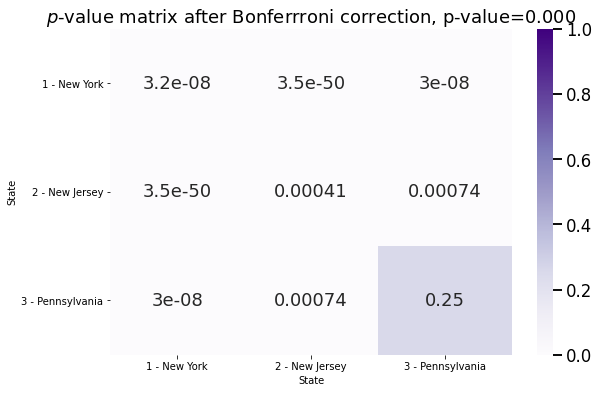 p-value matrix after Bonferrroni correction, p-value=0.000
1.0
1 - New York 3.2e-08 3.5e-50 3e-08
0.8
0.6
State
2 - New Jersey 3.5e-50 0.00041 0.00074
0.4
3 - Pennsylvania 3e-08 0.00074 0.25
0.2
0.0
1 - New York 2 - New Jersey 3 - Pennsylvania
State